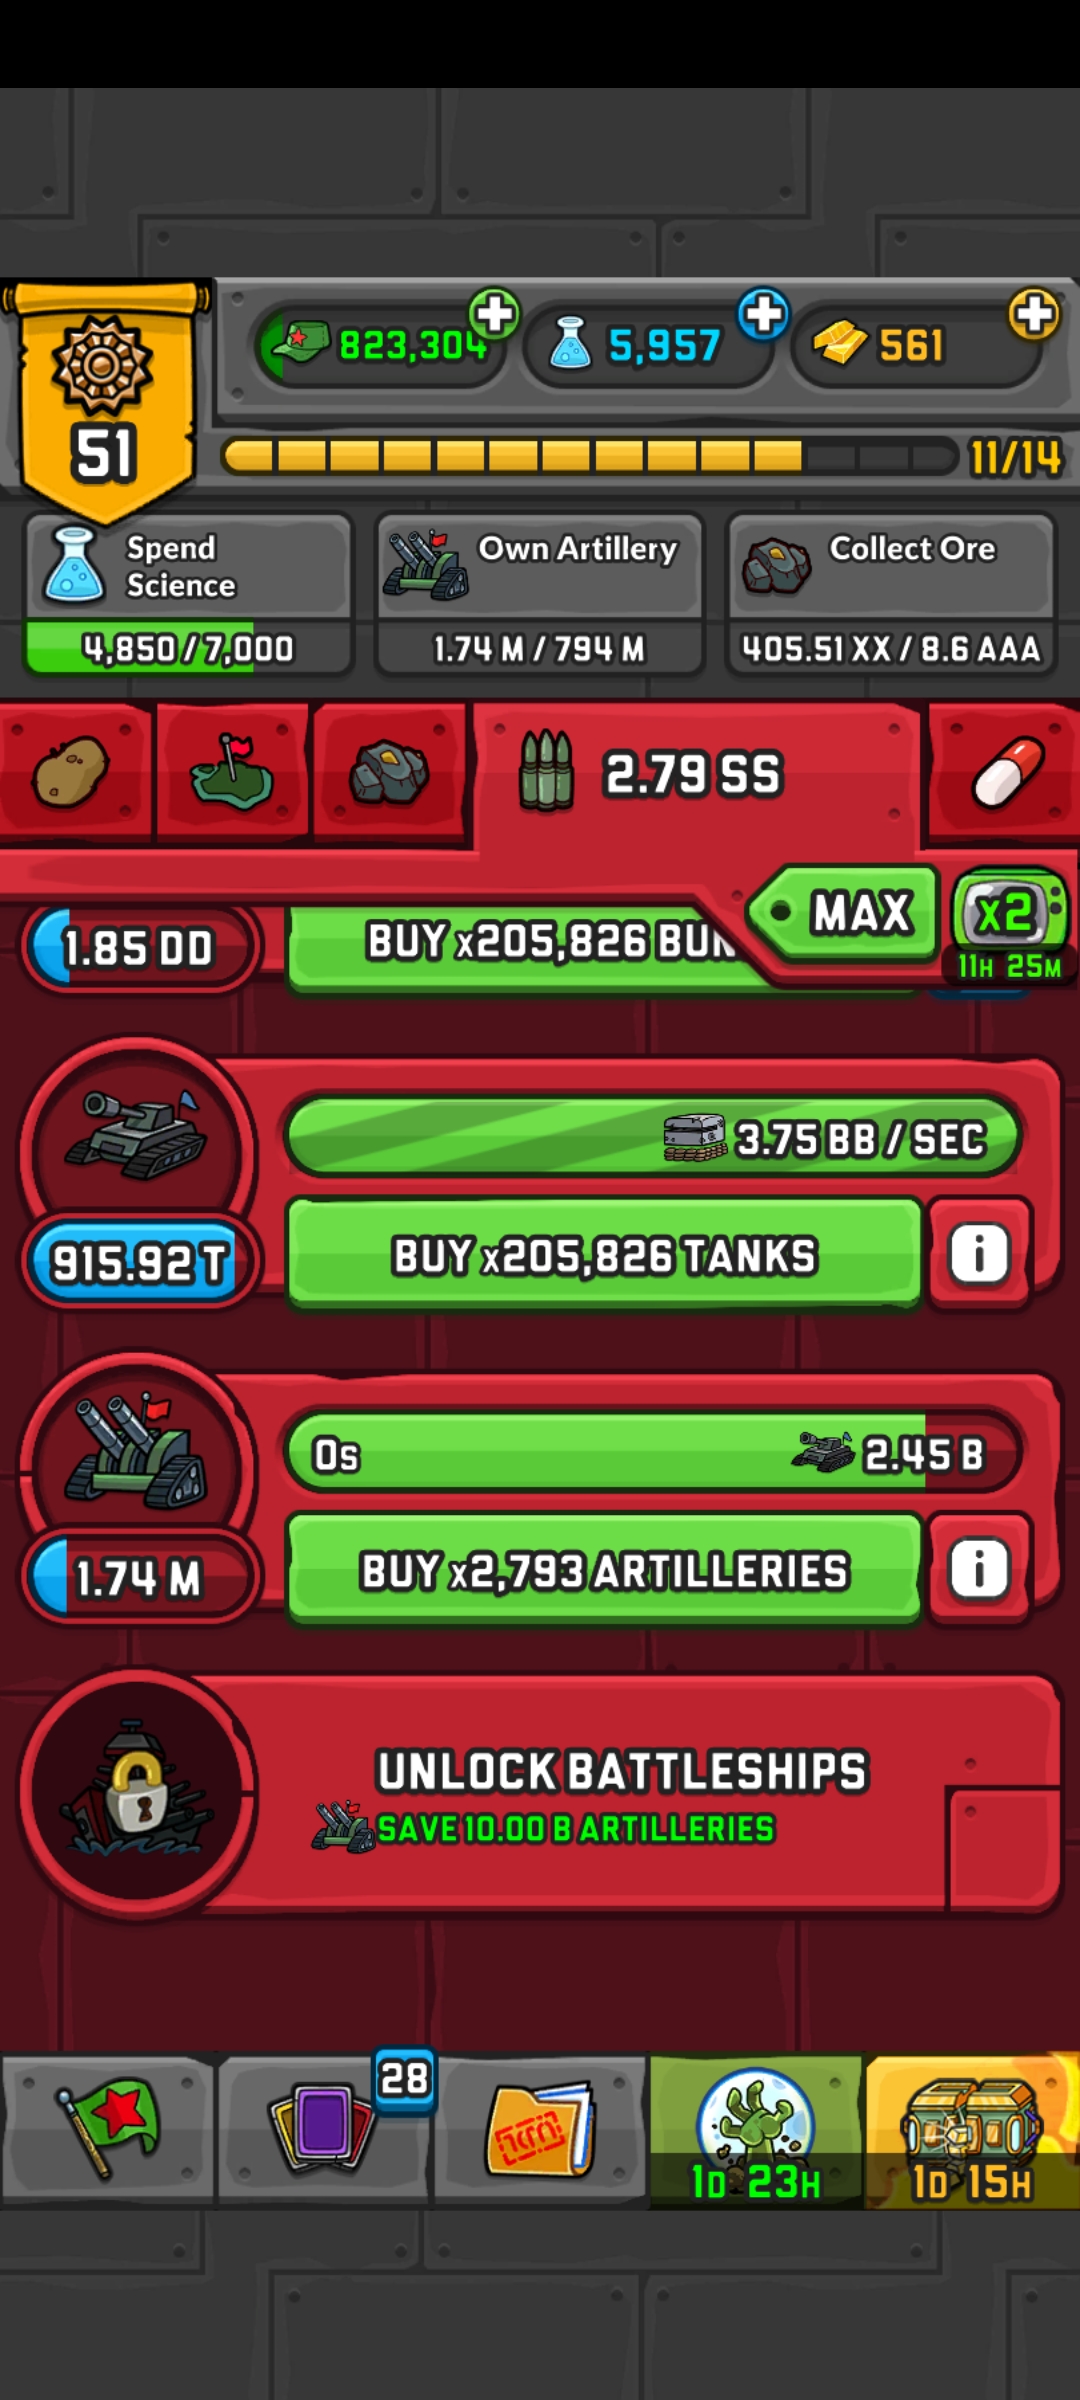 823,304
5,957
561
51
11/14
Spend
Science
4,850 / 7,000
Own Artillery
1.74 M / 794 M
Collect Ore
405.51 XX / 8.6 AAA
2.79 SS
MAX
x2
11H 25M
1.85 DD
BUY x205,826 BUN
3.75 BB / SEC
915.92 T
BUY x205,826 TANKS
i
0s
2.45 B
1.74 M
BUY x2,793 ARTILLERIES
i
UNLOCK BATTLESHIPS
SAVE 10.00 B ARTILLERIES
28
1D 23H
1D 15H